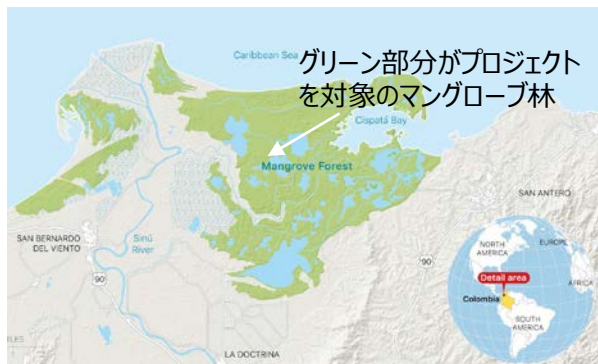 Caribbean Sea
グリーン部分がプロジェクト
を対象のマングローブ林
Cispatá Bay
Mangrove Forest
SAN ANTERO
SAN BERNARDO
DEL VIENTO
Sinú
River
90
90
LA DOCTRINA
NORTH
AMERICA
EUROPE
AFRICA
Detail area
Colombia
SOUTH
AMERICA